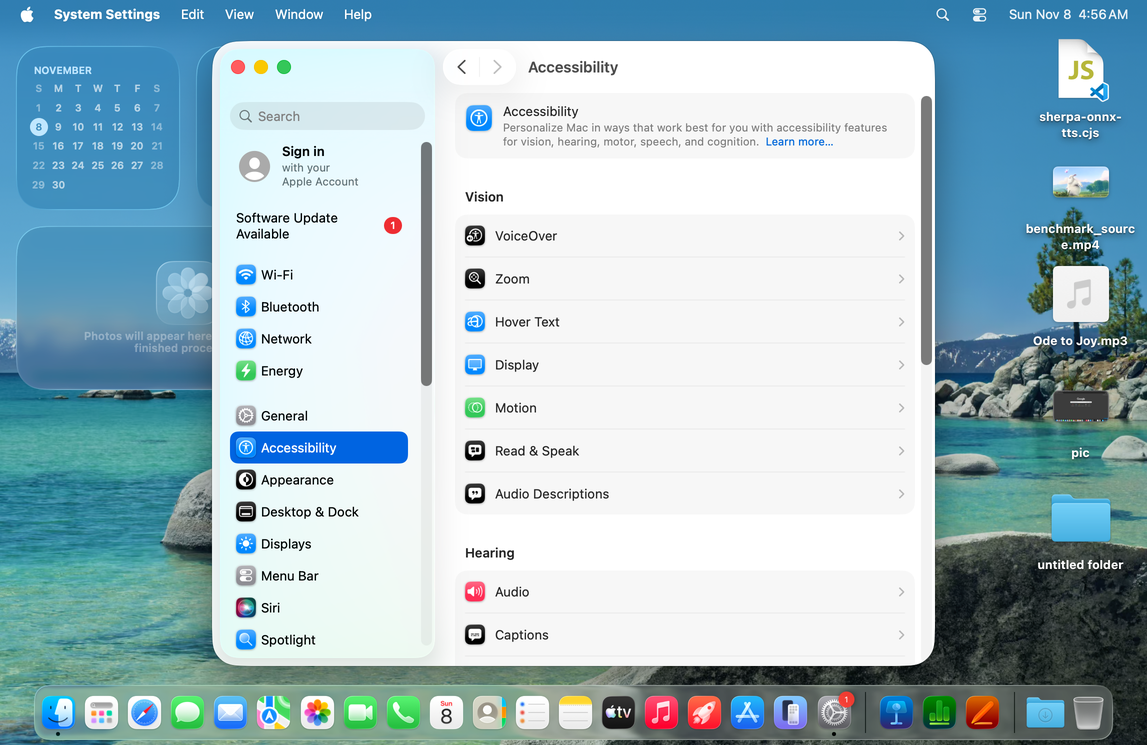 System Settings Edit View Window Help Sun Nov 8 4:56 AM
NOVEMBER
S M T W T F S
1 2 3 4 5 6 7
8 9 10 11 12 13 14
15 16 17 18 19 20 21
22 23 24 25 26 27 28
29 30
Photos will appear here
finished proce
Search
Sign in
with your
Apple Account
Software Update
Available
1
Wi-Fi
Bluetooth
Network
Energy
General
Accessibility
Appearance
Desktop & Dock
Displays
Menu Bar
Siri
Spotlight
Accessibility
Accessibility
Personalize Mac in ways that work best for you with accessibility features
for vision, hearing, motor, speech, and cognition. Learn more...
Vision
VoiceOver
Zoom
Hover Text
Display
Motion
Read & Speak
Audio Descriptions
Hearing
Audio
Captions
JS
sherpa-onnx-
tts.cjs
benchmark_sourc
e.mp4
Ode to Joy.mp3
pic
untitled folder
Sun
8
tv
1